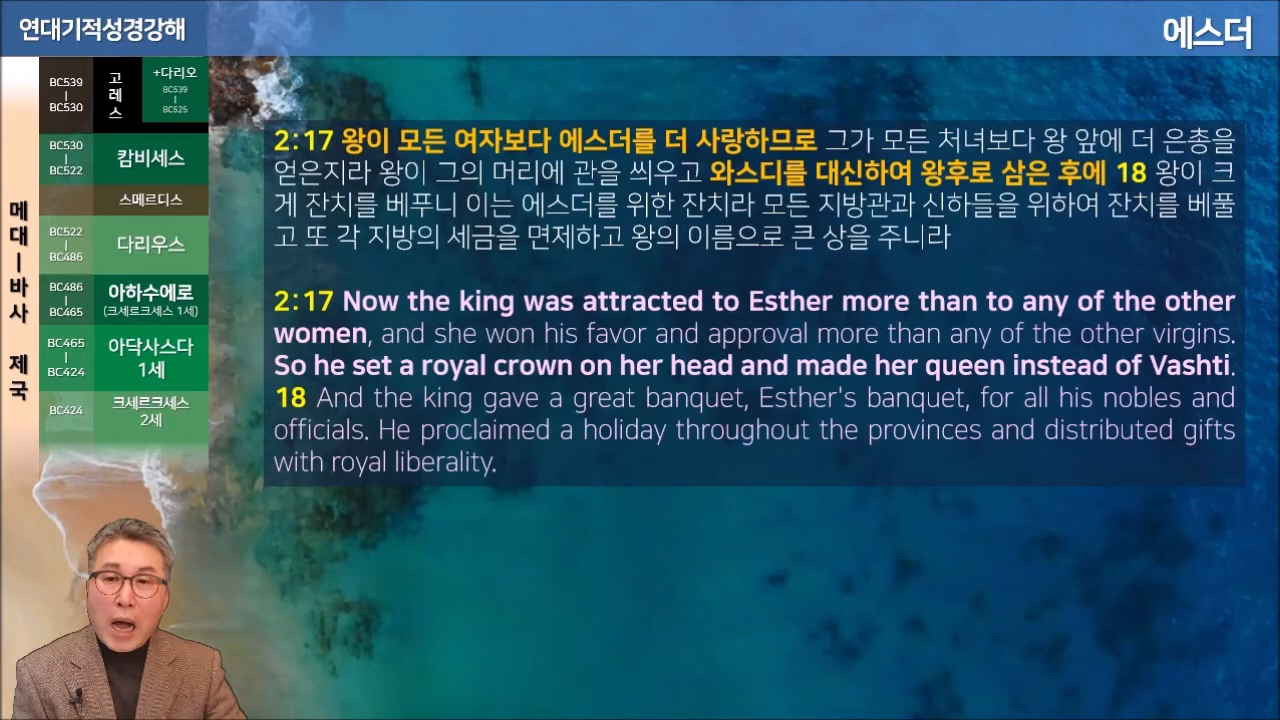 연대기적성경강해
에스더
메대-바사 제국
BC539
|
BC530
고레스
+다리오
BC539
|
BC525
BC530
|
BC522
캄비세스
스메르디스
BC522
|
BC486
다리우스
BC486
|
BC465
아하수에로
(크세르크세스 1세)
BC465
|
BC424
아닥사스다
1세
BC424
크세르크세스
2세
2:17 왕이 모든 여자보다 에스더를 더 사랑하므로 그가 모든 처녀보다 왕 앞에 더 은총을
얻은지라 왕이 그의 머리에 관을 씌우고 와스디를 대신하여 왕후로 삼은 후에 18 왕이 크
게 잔치를 베푸니 이는 에스더를 위한 잔치라 모든 지방관과 신하들을 위하여 잔치를 베풀
고 또 각 지방의 세금을 면제하고 왕의 이름으로 큰 상을 주니라
2:17 Now the king was attracted to Esther more than to any of the other
women, and she won his favor and approval more than any of the other virgins.
So he set a royal crown on her head and made her queen instead of Vashti.
18 And the king gave a great banquet, Esther's banquet, for all his nobles and
officials. He proclaimed a holiday throughout the provinces and distributed gifts
with royal liberality.